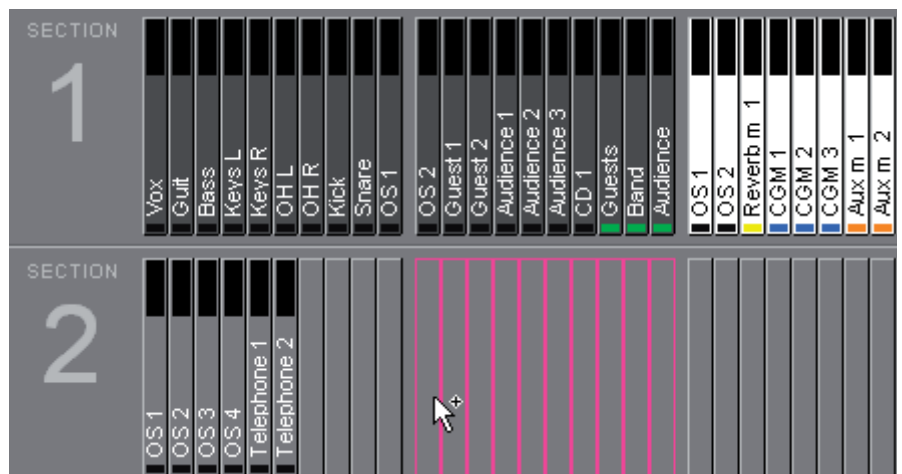 SECTION
1
Vox
Guit
Bass
Keys L
Keys R
OH L
OH R
Kick
Snare
OS 1
OS 2
Guest 1
Guest 2
Audience 1
Audience 2
Audience 3
CD 1
Guests
Band
Audience
OS 1
OS 2
Reverb m 1
CGM 1
CGM 2
CGM 3
Aux m 1
Aux m 2
SECTION
2
OS 1
OS 2
OS 3
OS 4
Telephone 1
Telephone 2